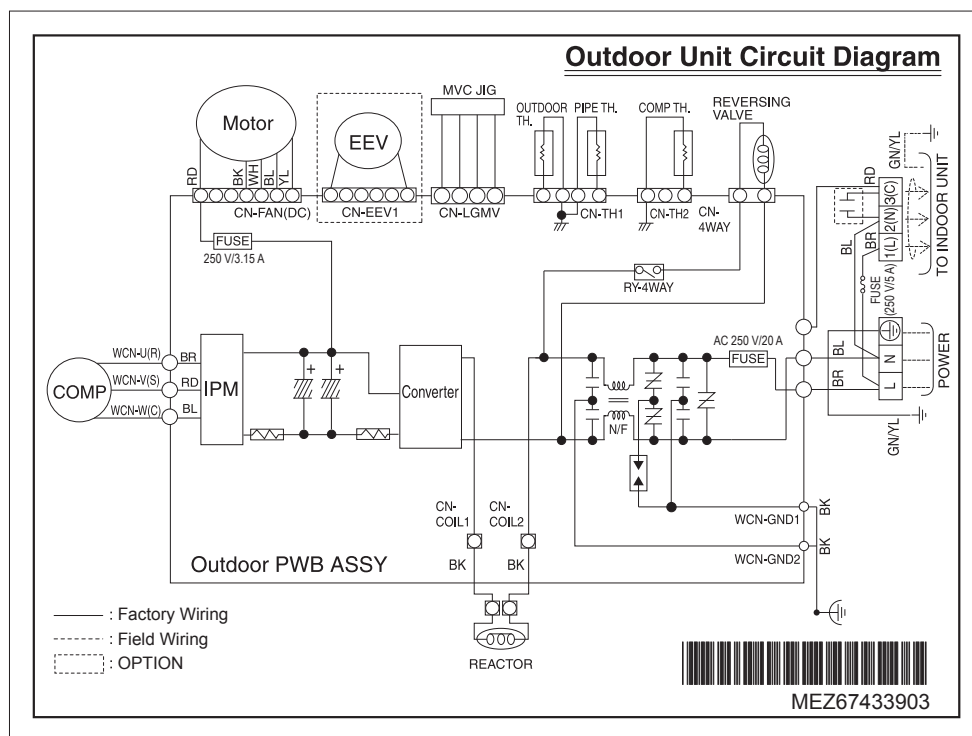 Outdoor Unit Circuit Diagram
MVC JIG
OUTDOOR
TH.
PIPE TH.
COMP TH.
REVERSING
VALVE
Motor
EEV
RD
BK
WH
BL
YL
CN-FAN(DC)
CN-EEV1
CN-LGMV
CN-TH1
CN-TH2
CN-
4WAY
GN/YL
RD
3(C)
2(N)
1(L)
TO INDOOR UNIT
BL
BR
FUSE
(250 V/5 A)
FUSE
250 V/3.15 A
RY-4WAY
AC 250 V/20 A
FUSE
BL
BR
N
L
POWER
GN/YL
COMP
WCN-U(R)
BR
WCN-V(S)
RD
WCN-W(C)
BL
IPM
+
+
Converter
N/F
CN-
COIL1
CN-
COIL2
WCN-GND1
BK
WCN-GND2
BK
Outdoor PWB ASSY
BK
BK
REACTOR
: Factory Wiring
: Field Wiring
: OPTION
MEZ67433903